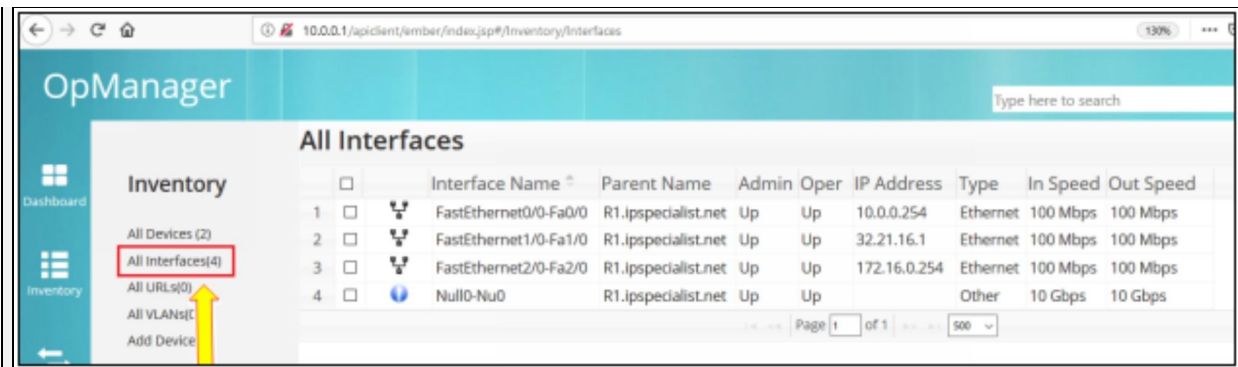 10.0.0.1/apiclient/ember/index.jsp#/Inventory/Interfaces 130%
OpManager
Type here to search
All Interfaces
Dashboard
Inventory
Inventory
All Devices (2)
All Interfaces(4)
All URLs(0)
All VLANs(
Add Device
Interface Name Parent Name Admin Oper IP Address Type In Speed Out Speed
1 FastEthernet0/0-Fa0/0 R1.ipspecialist.net Up Up 10.0.0.254 Ethernet 100 Mbps 100 Mbps
2 FastEthernet1/0-Fa1/0 R1.ipspecialist.net Up Up 32.21.16.1 Ethernet 100 Mbps 100 Mbps
3 FastEthernet2/0-Fa2/0 R1.ipspecialist.net Up Up 172.16.0.254 Ethernet 100 Mbps 100 Mbps
4 Null0-Nu0 R1.ipspecialist.net Up Up Other 10 Gbps 10 Gbps
Page 1 of 1 500